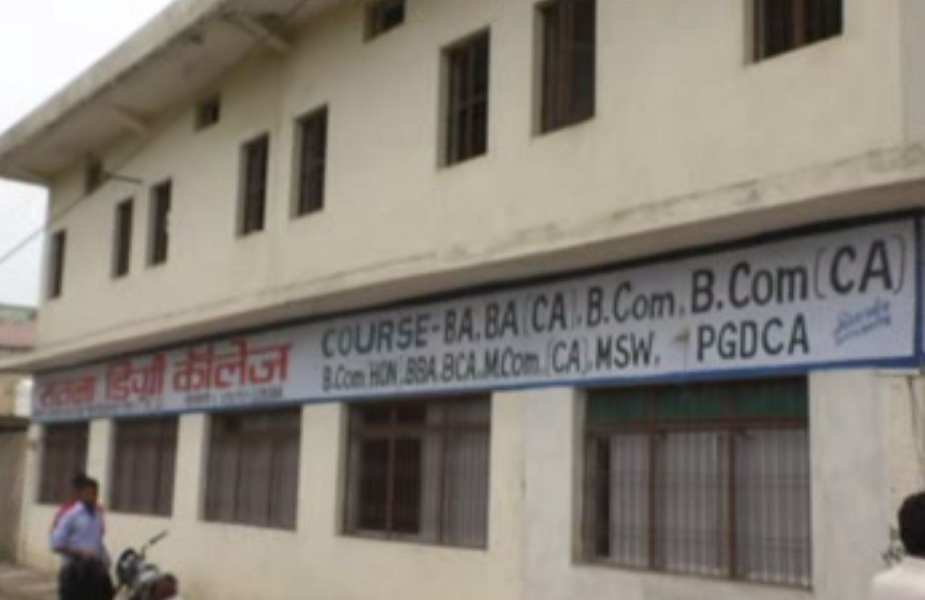 डिग्री कॉलेज
COURSE-BA, BA (CA), B.Com, B.Com (CA)
B.Com. HON, BBA, BCA, M.Com. (CA), MSW, PGDCA